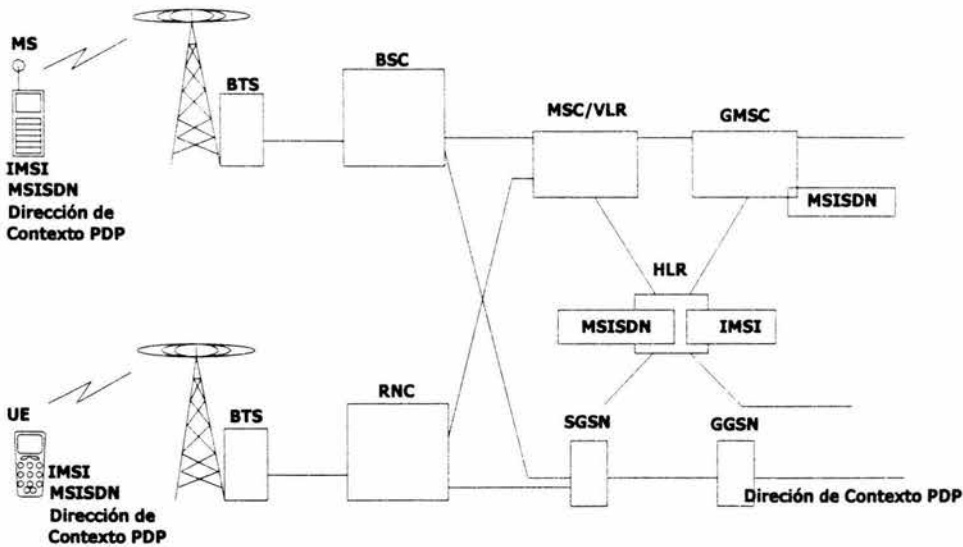 MS
BTS
BSC
MSC/VLR
GMSC
IMSI
MSISDN
Dirección de
Contexto PDP
MSISDN
HLR
MSISDN
IMSI
UE
BTS
RNC
SGSN
GGSN
IMSI
MSISDN
Dirección de
Contexto PDP
Direción de Contexto PDP